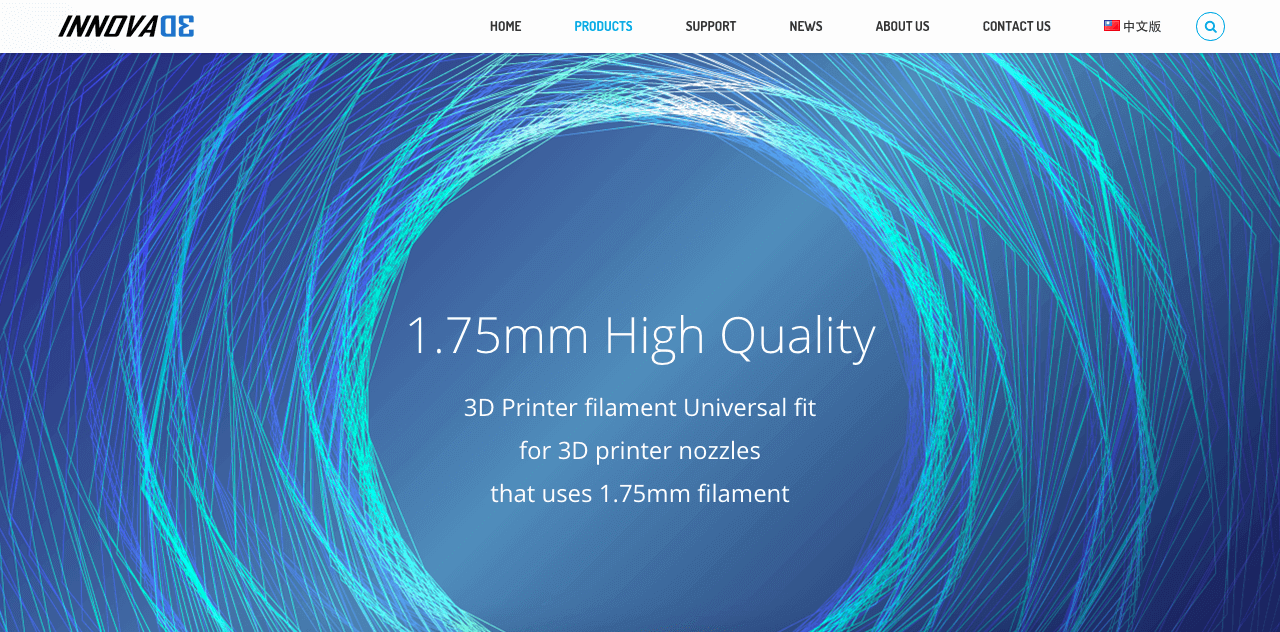 INNOVA3D
HOME
PRODUCTS
SUPPORT
NEWS
ABOUT US
CONTACT US
中文版
1.75mm High Quality
3D Printer filament Universal fit
for 3D printer nozzles
that uses 1.75mm filament